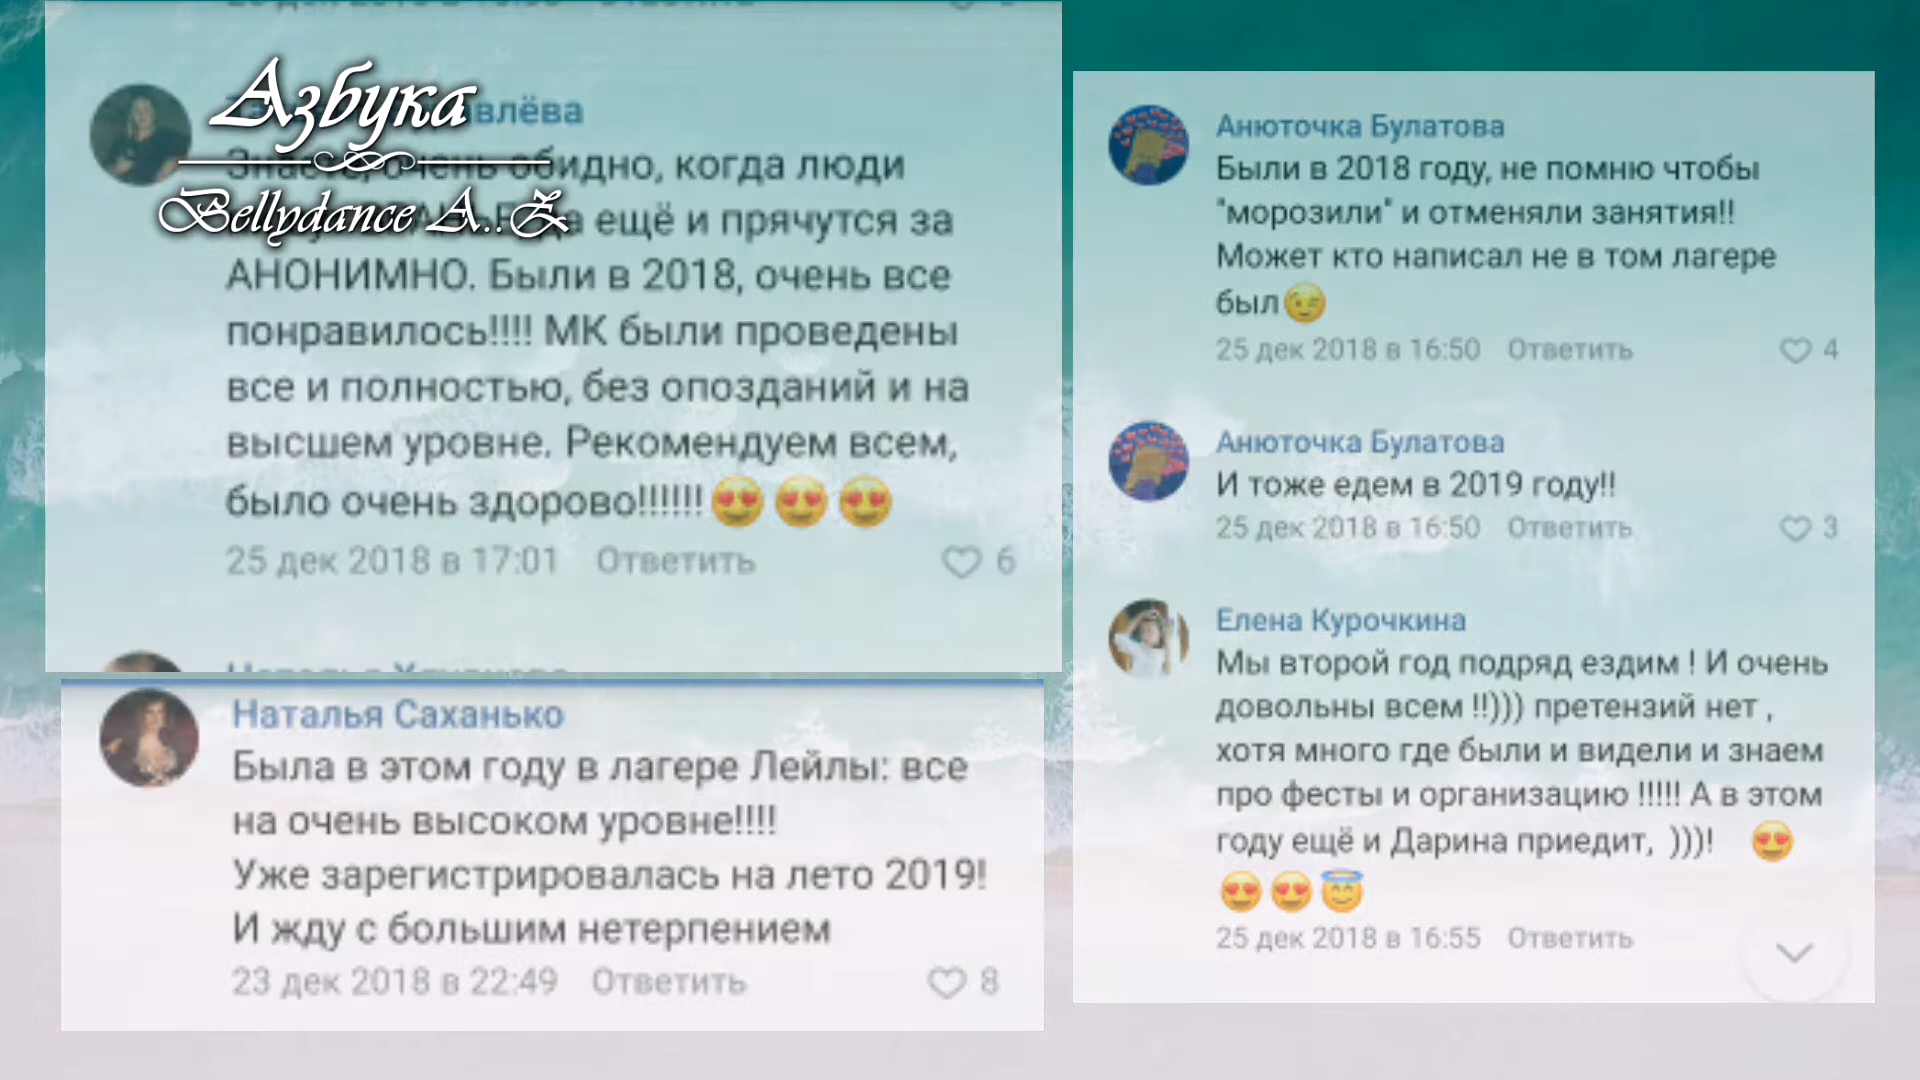 Азбука
Bellydance A..Z
влёва
Знаете, очень обидно, когда люди
да ещё и прячутся за
АНОНИМНО. Были в 2018, очень все
понравилось!!!! МК были проведены
все и полностью, без опозданий и на
высшем уровне. Рекомендуем всем,
было очень здорово!!!!!!😍😍😍
25 дек 2018 в 17:01 Ответить 6
Наталья Саханько
Была в этом году в лагере Лейлы: все
на очень высоком уровне!!!!
Уже зарегистрировалась на лето 2019!
И жду с большим нетерпением
23 дек 2018 в 22:49 Ответить 8
Анюточка Булатова
Были в 2018 году, не помню чтобы
"морозили" и отменяли занятия!!
Может кто написал не в том лагере
был😉
25 дек 2018 в 16:50 Ответить 4
Анюточка Булатова
И тоже едем в 2019 году!!
25 дек 2018 в 16:50 Ответить 3
Елена Курочкина
Мы второй год подряд ездим ! И очень
довольны всем !!))) претензий нет ,
хотя много где были и видели и знаем
про фесты и организацию !!!!! А в этом
году ещё и Дарина приедит, )))! 😍
😍😍😇
25 дек 2018 в 16:55 Ответить